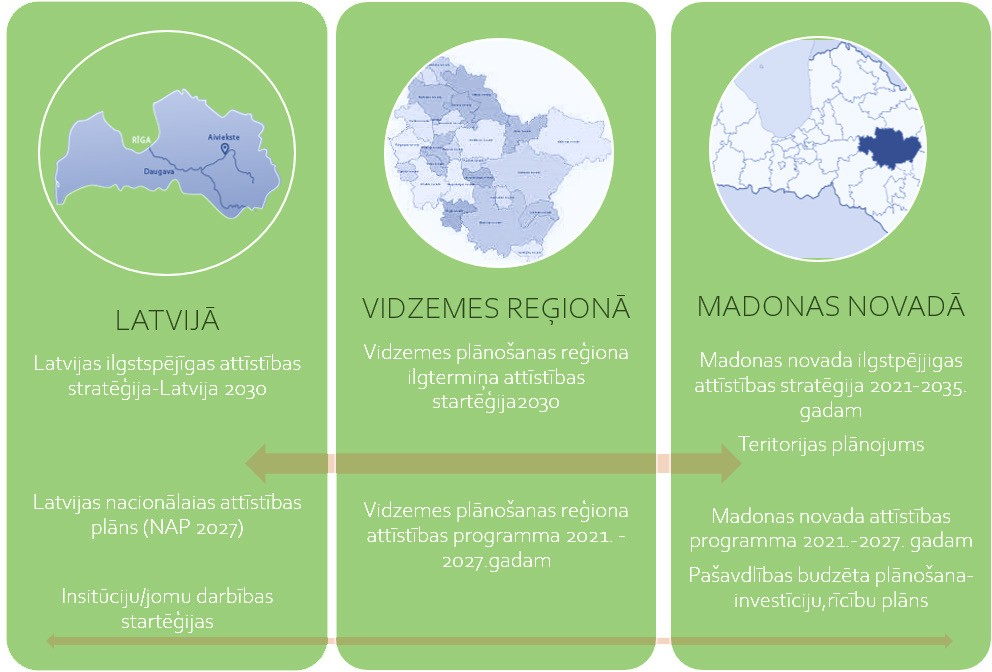 RĪGA
Aiviekste
Daugava
LATVIJĀ
Latvijas ilgstspējīgas attīstības
stratēģija-Latvija 2030
Latvijas nacionālaias attīstības
plāns (NAP 2027)
Insitūciju/jomu darbības
startēģijas
VIDZEMES REĢIONĀ
Vidzemes plānošanas reģiona
ilgtermiņa attīstības
startēģija2030
Vidzemes plānošanas reģiona
attīstības programma 2021. -
2027.gadam
MADONAS NOVADĀ
Madonas novada ilgstpējjigas
attīstības stratēgija 2021-2035.
gadam
Teritorijas plānojums
Madonas novada attīstības
programma 2021.-2027. gadam
Pašavdlības budzēta plānošana-
investīciju,rīcību plāns